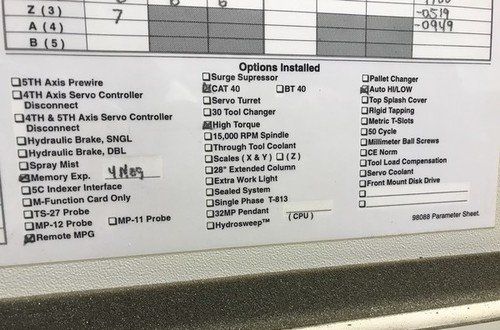 Z (3)
7
-0519
A (4)
-0949
B (5)
Options Installed
5TH Axis Prewire
4TH Axis Servo Controller
Disconnect
4TH & 5TH Axis Servo Controller
Disconnect
Hydraulic Brake, SNGL
Hydraulic Brake, DBL
Spray Mist
Memory Exp.
5C Indexer Interface
M-Function Card Only
TS-27 Probe
MP-12 Probe MP-11 Probe
Remote MPG
Surge Supressor
CAT 40 BT 40
Servo Turret
30 Tool Changer
High Torque
15,000 RPM Spindle
Through Tool Coolant
Scales ( X & Y ) ( Z )
28" Extended Column
Extra Work Light
Sealed System
Single Phase T-813
32MP Pendant ( CPU )
Hydrosweep™
Pallet Changer
Auto HI/LOW
Top Splash Cover
Rigid Tapping
Metric T-Slots
50 Cycle
Millimeter Ball Screws
CE Norm
Tool Load Compensation
Servo Coolant
Front Mount Disk Drive
98088 Parameter Sheet.